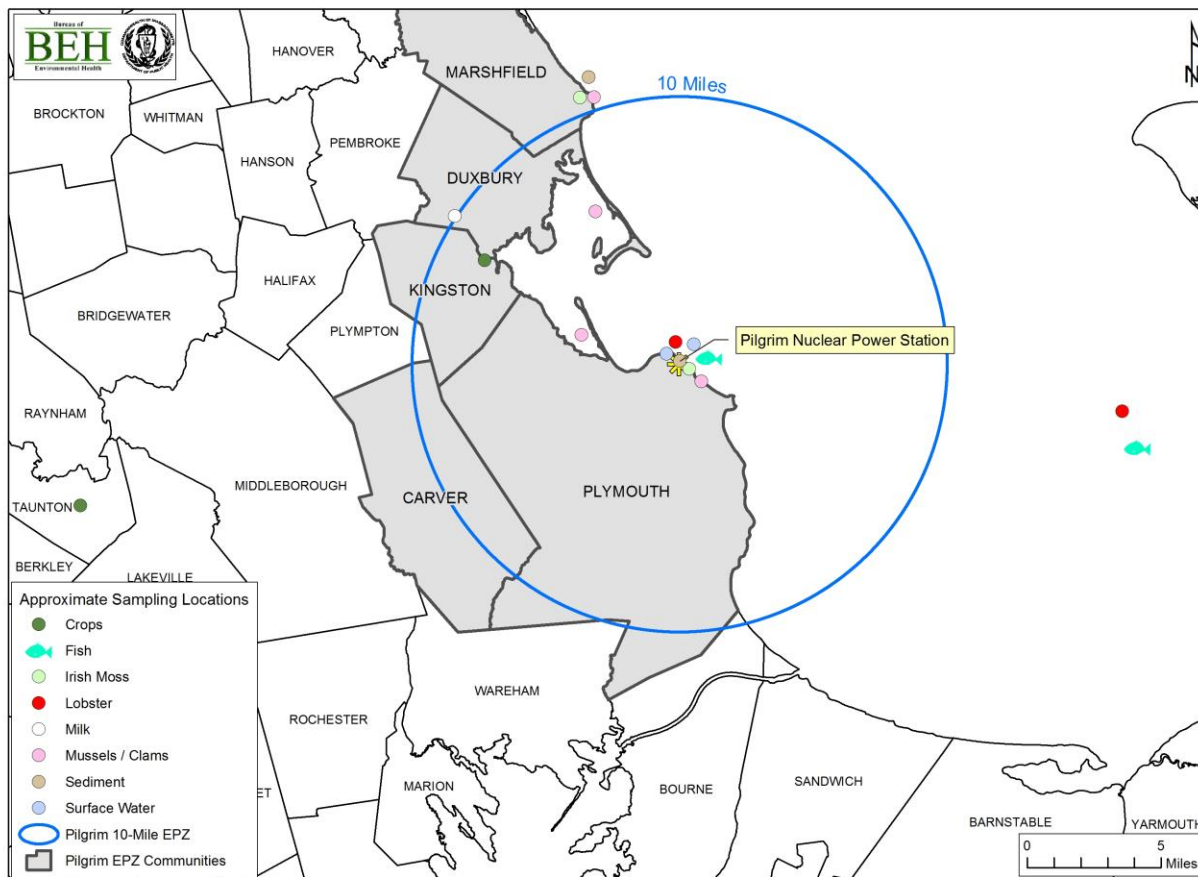 Bureau of
BEH
Environmental Health
HANOVER
MARSHFIELD
10 Miles
N
BROCKTON
WHITMAN
PEMBROKE
HANSON
DUXBURY
HALIFAX
KINGSTON
BRIDGEWATER
PLYMPTON
Pilgrim Nuclear Power Station
RAYNHAM
MIDDLEBOROUGH
PLYMOUTH
CARVER
TAUNTON
BERKLEY
LAKEVILLE
Approximate Sampling Locations
Crops
Fish
Irish Moss
Lobster
Milk
Mussels / Clams
Sediment
Surface Water
Pilgrim 10-Mile EPZ
Pilgrim EPZ Communities
WAREHAM
ROCHESTER
ET
MARION
BOURNE
SANDWICH
BARNSTABLE
YARMOUTH
0 5
Miles